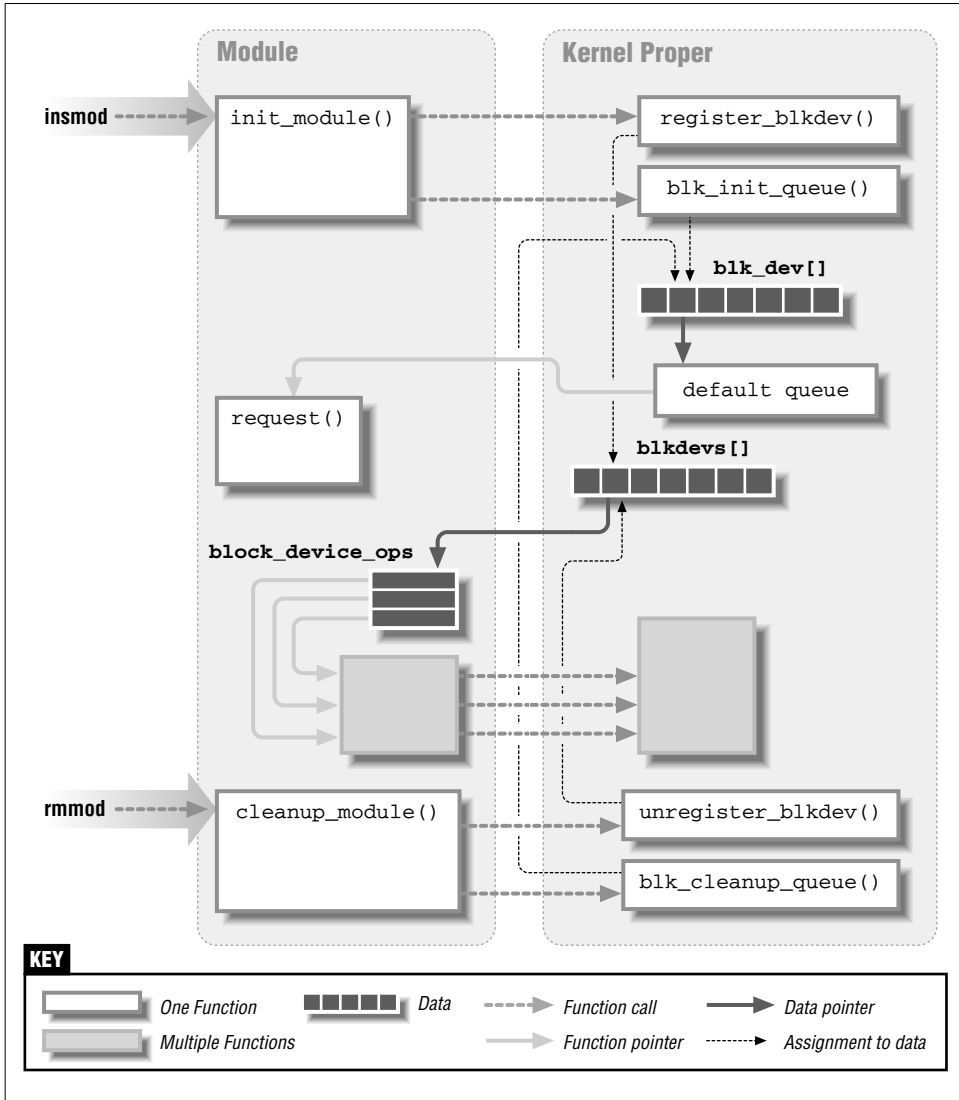 Module
Kernel Proper
insmod
init_module()
register_blkdev()
blk_init_queue()
blk_dev[]
default queue
request()
blkdevs[]
block_device_ops
rmmod
cleanup_module()
unregister_blkdev()
blk_cleanup_queue()
KEY
One Function
Data
Function call
Data pointer
Multiple Functions
Function pointer
Assignment to data